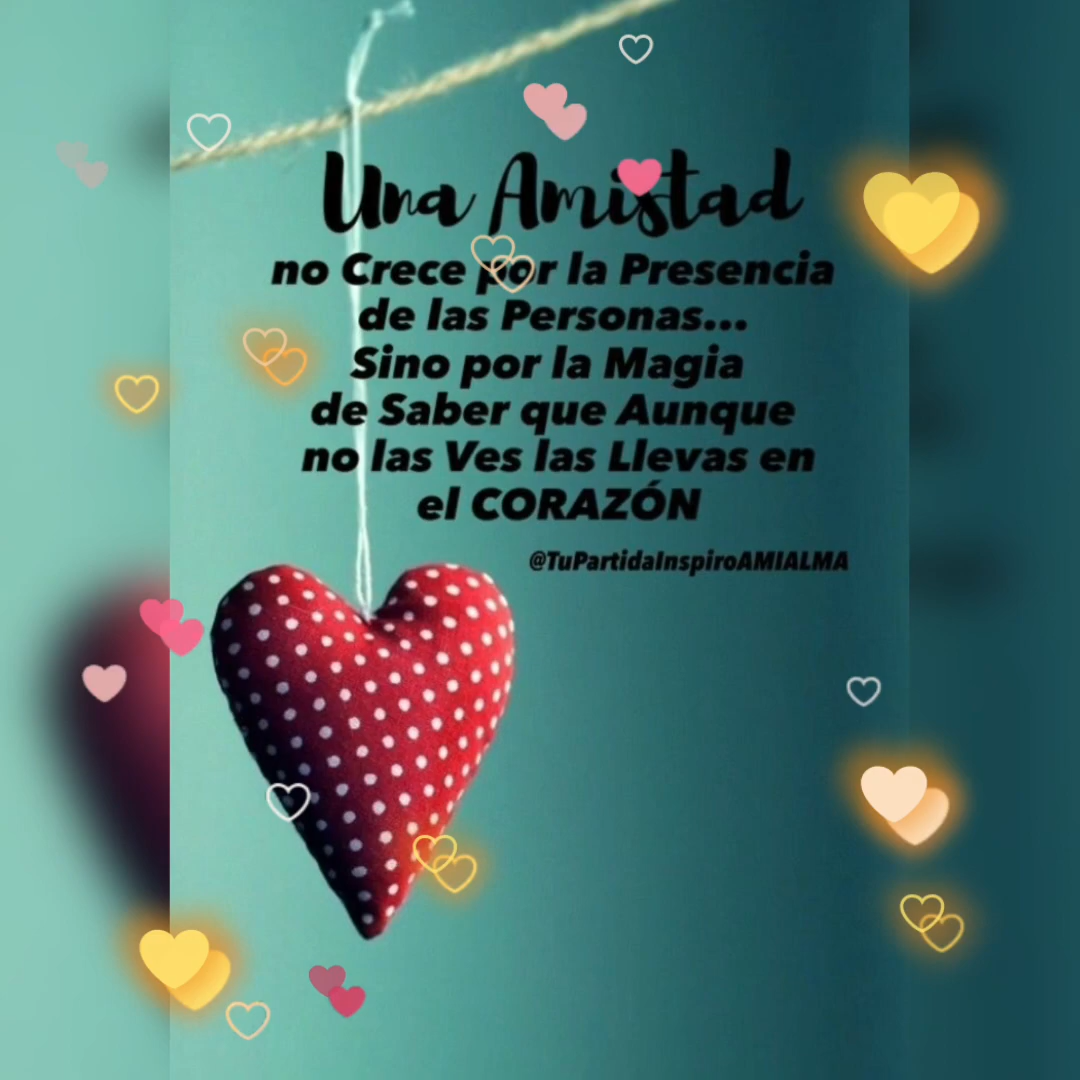 Una Amistad
no Crece por la Presencia
de las Personas...
Sino por la Magia
de Saber que Aunque
no las Ves las Llevas en
el CORAZÓN
@TuPartidaInspiroAMIALMA